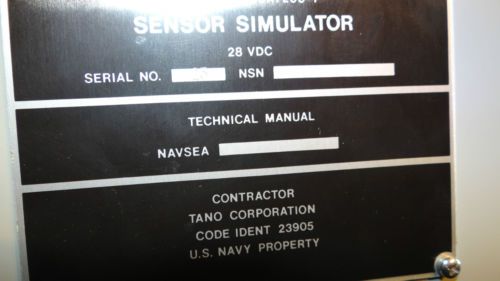 SENSOR SIMULATOR
28 VDC
SERIAL NO. NSN
TECHNICAL MANUAL
NAVSEA
CONTRACTOR
TANO CORPORATION
CODE IDENT 23905
U.S. NAVY PROPERTY